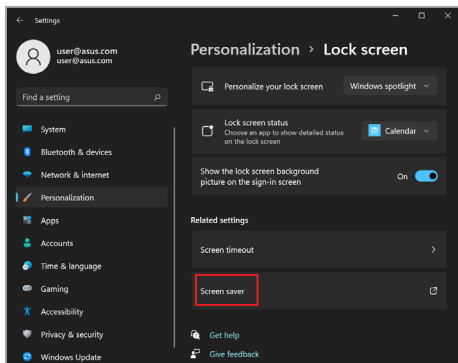 Settings
user@asus.com
user@asus.com
Find a setting
System
Bluetooth & devices
Network & internet
Personalization
Apps
Accounts
Time & language
Gaming
Accessibility
Privacy & security
Windows Update
Personalization > Lock screen
Personalize your lock screen
Windows spotlight
Lock screen status
Choose an app to show detailed status
on the lock screen
Calendar
Show the lock screen background
picture on the sign-in screen
On
Related settings
Screen timeout
Screen saver
Get help
Give feedback